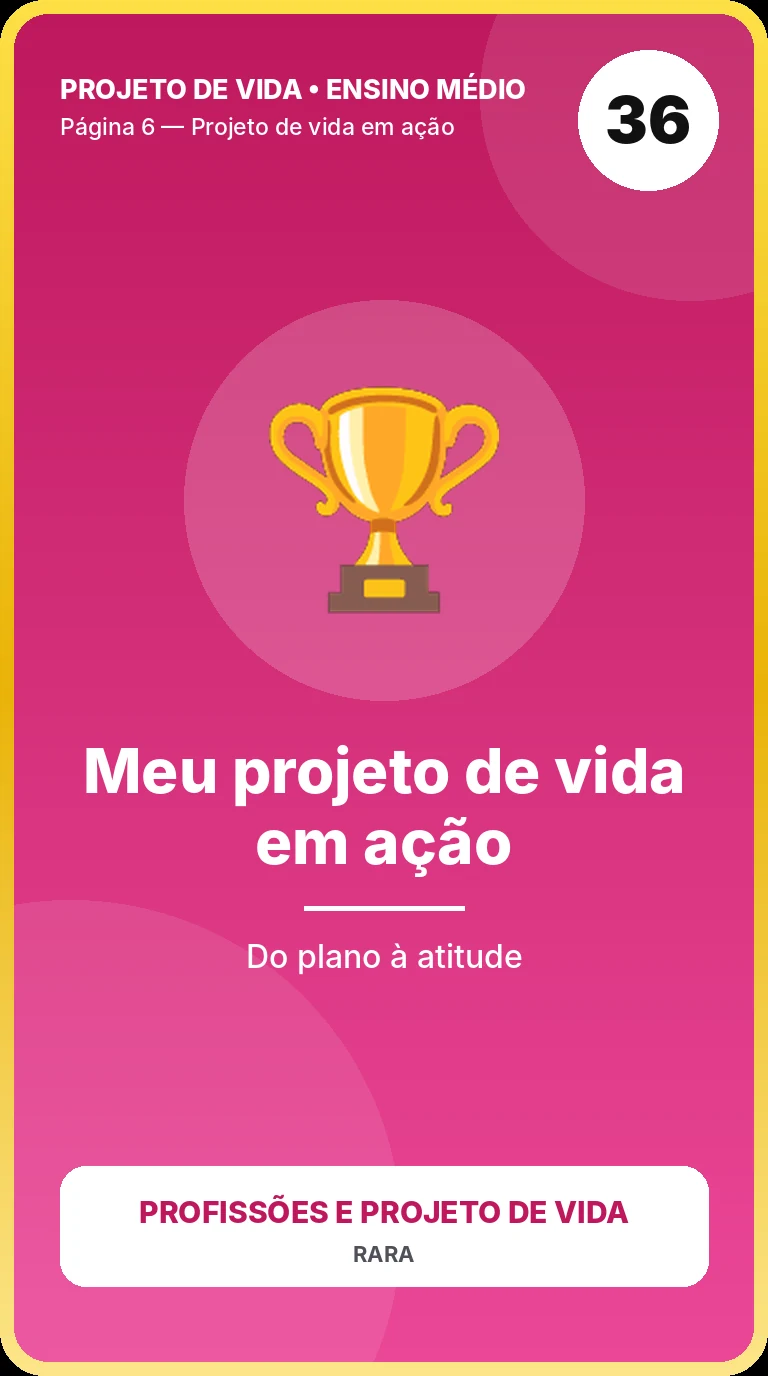 PROJETO DE VIDA • ENSINO MÉDIO
Página 6 — Projeto de vida em ação
36
Meu projeto de vida
em ação
Do plano à atitude
PROFISSÕES E PROJETO DE VIDA
RARA